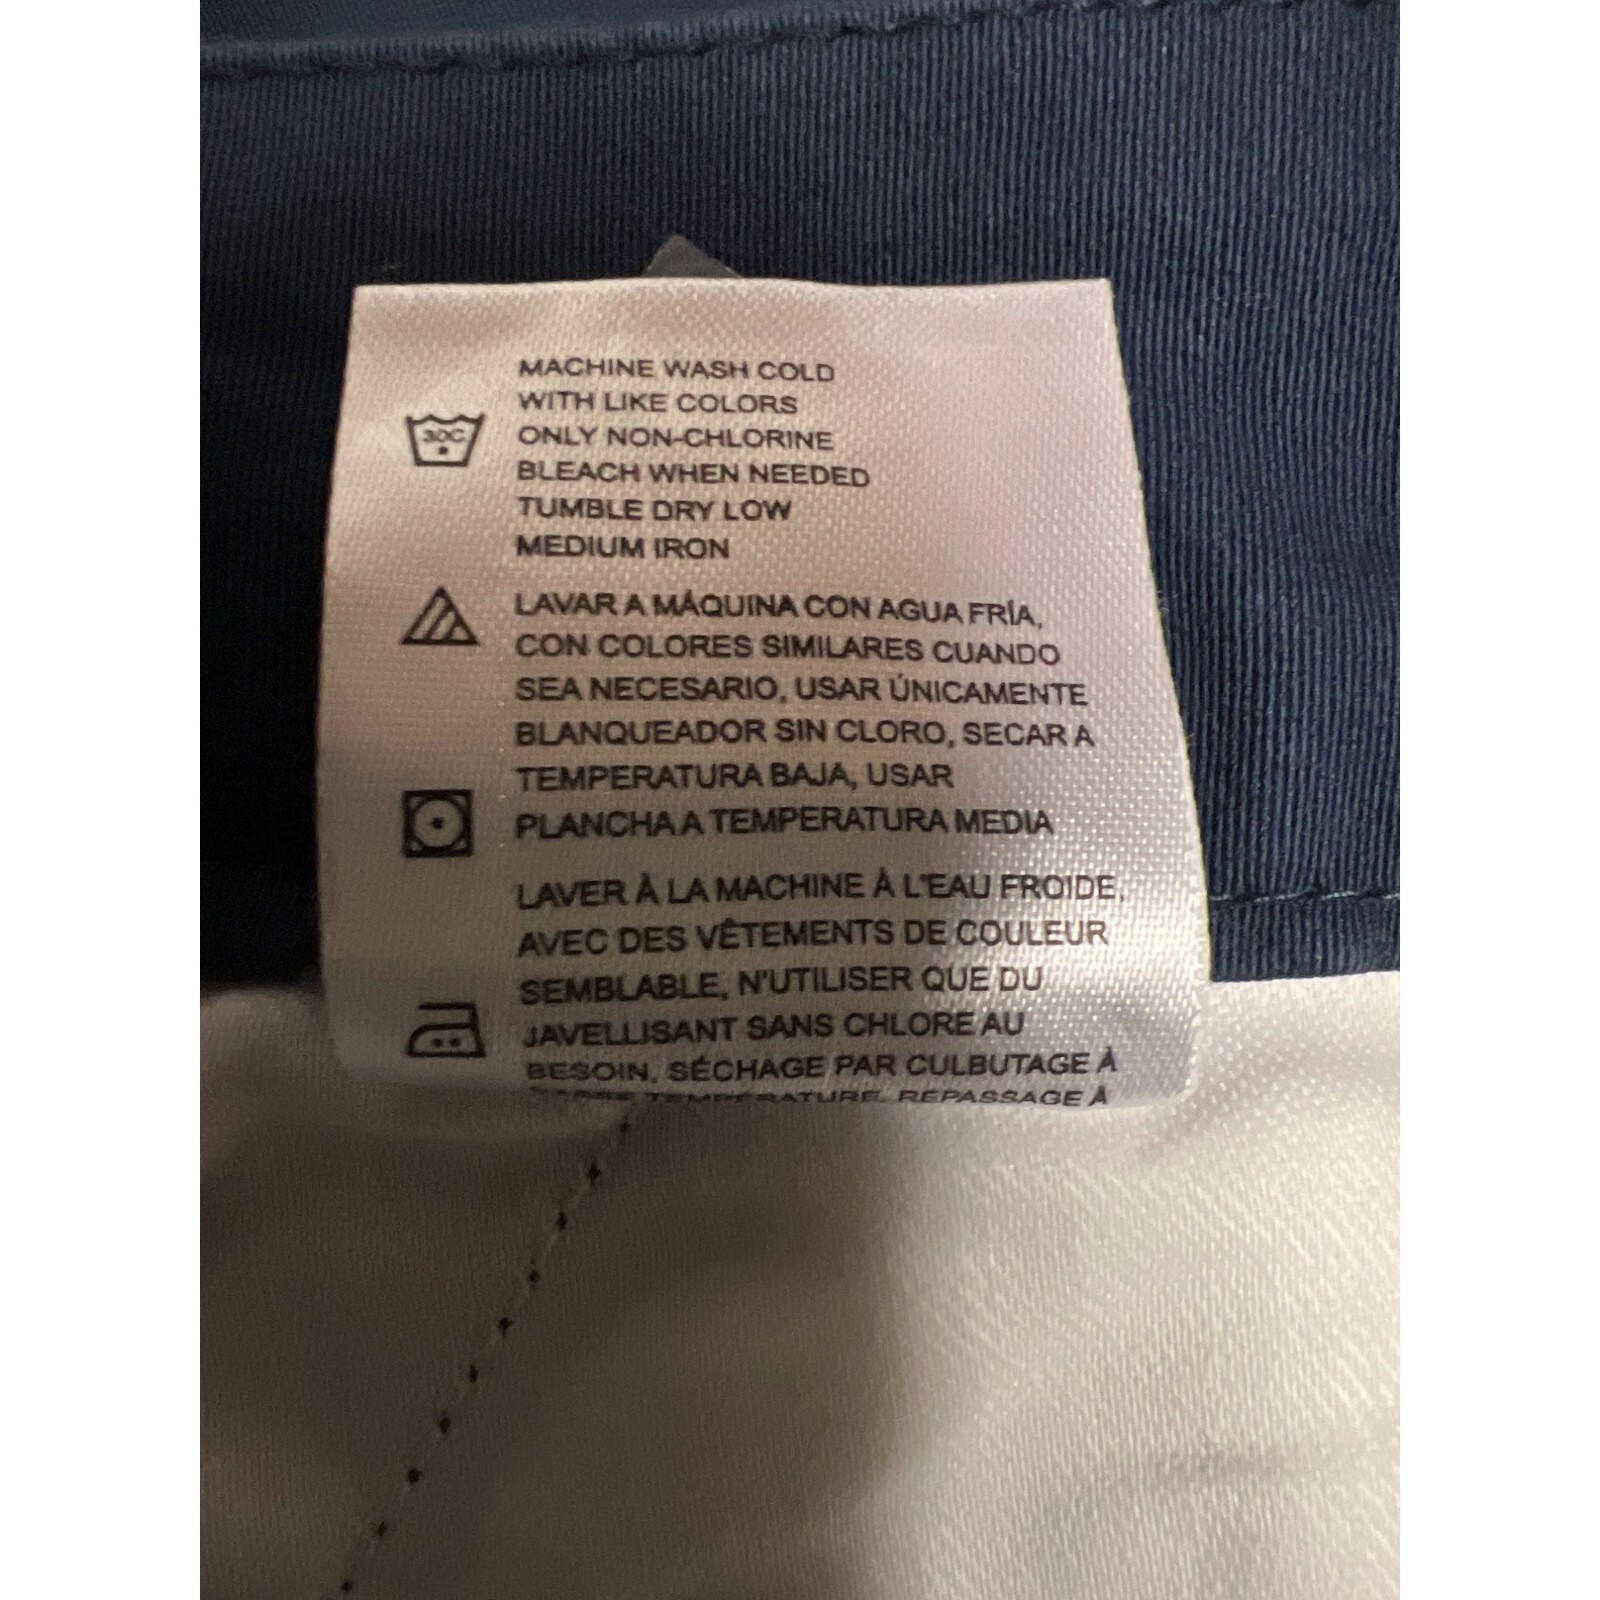 MACHINE WASH COLD
WITH LIKE COLORS
30C
ONLY NON-CHLORINE
BLEACH WHEN NEEDED
TUMBLE DRY LOW
MEDIUM IRON
LAVAR A MÁQUINA CON AGUA FRÍA,
CON COLORES SIMILARES CUANDO
SEA NECESARIO, USAR ÚNICAMENTE
BLANQUEADOR SIN CLORO, SECAR A
TEMPERATURA BAJA, USAR
PLANCHA A TEMPERATURA MEDIA
LAVER À LA MACHINE À L'EAU FROIDE,
AVEC DES VÊTEMENTS DE COULEUR
SEMBLABLE, N'UTILISER QUE DU
JAVELLISANT SANS CHLORE AU
BESOIN, SÉCHAGE PAR CULBUTAGE À
TEMPÉRATURE, REPASSAGE À